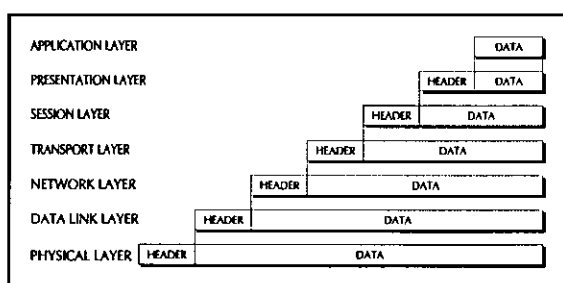 APPLICATION LAYER DATA
PRESENTATION LAYER HEADER DATA
SESSION LAYER HEADER DATA
TRANSPORT LAYER HEADER DATA
NETWORK LAYER HEADER DATA
DATA LINK LAYER HEADER DATA
PHYSICAL LAYER HEADER DATA